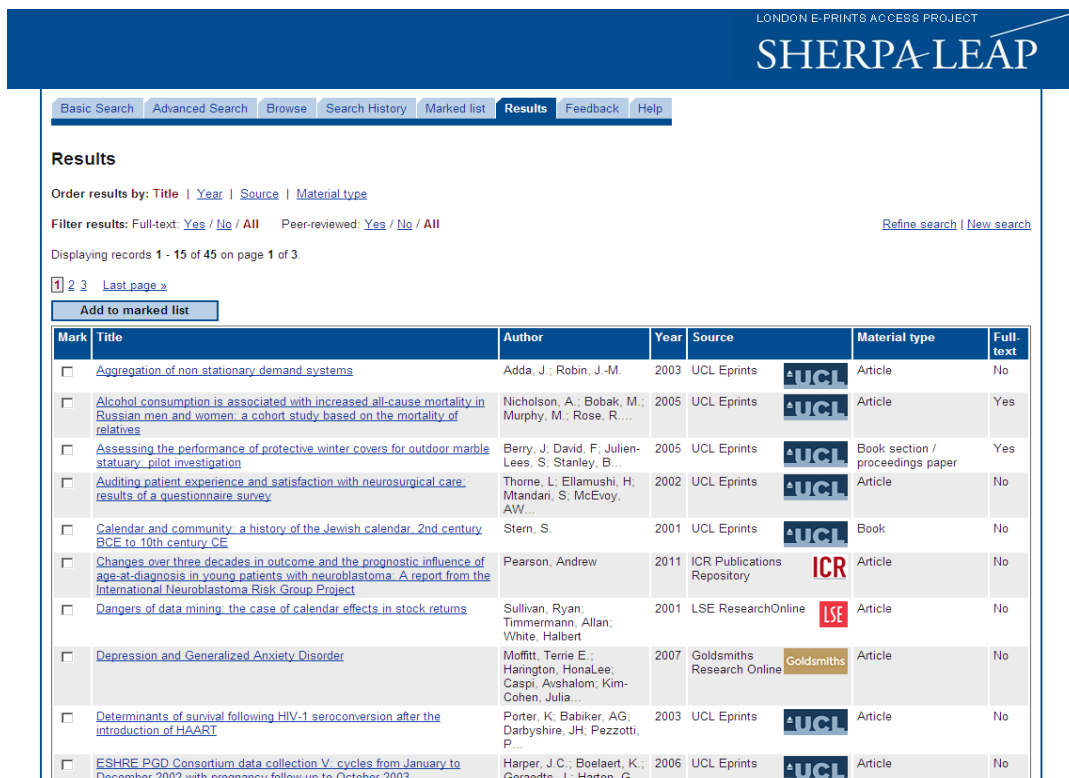 LONDON E-PRINTS ACCESS PROJECT
SHERPA-LEAP
Basic Search Advanced Search Browse Search History Marked list Results Feedback Help
Results
Order results by: Title | Year | Source | Material type
Filter results: Full-text: Yes / No / All Peer-reviewed: Yes / No / All Refine search | New search
Displaying records 1 - 15 of 45 on page 1 of 3.
1 2 3 Last page »
Add to marked list
Mark Title Author Year Source Material type Full-
text
Aggregation of non stationary demand systems Adda, J.; Robin, J.-M. 2003 UCL Eprints UCL Article No
Alcohol consumption is associated with increased all-cause mortality in Nicholson, A.; Bobak, M.; 2005 UCL Eprints UCL Article Yes
Russian men and women: a cohort study based on the mortality of Murphy, M.; Rose, R....
relatives
Assessing the performance of protective winter covers for outdoor marble Berry, J; David, F; Julien- 2005 UCL Eprints UCL Book section / Yes
statuary: pilot investigation Lees, S; Stanley, B... proceedings paper
Auditing patient experience and satisfaction with neurosurgical care: Thorne, L; Ellamushi, H; 2002 UCL Eprints UCL Article No
results of a questionnaire survey Mtandari, S; McEvoy,
AW...
Calendar and community: a history of the Jewish calendar, 2nd century Stern, S. 2001 UCL Eprints UCL Book No
BCE to 10th century CE
Changes over three decades in outcome and the prognostic influence of Pearson, Andrew 2011 ICR Publications ICR Article No
age-at-diagnosis in young patients with neuroblastoma: A report from the Repository
International Neuroblastoma Risk Group Project
Dangers of data mining: the case of calendar effects in stock returns Sullivan, Ryan; 2001 LSE ResearchOnline LSE Article No
Timmermann, Allan;
White, Halbert
Depression and Generalized Anxiety Disorder Moffitt, Terrie E.; 2007 Goldsmiths Goldsmiths Article No
Harington, HonaLee; Research Online
Caspi, Avshalom; Kim-
Cohen, Julia...
Determinants of survival following HIV-1 seroconversion after the Porter, K; Babiker, AG; 2003 UCL Eprints UCL Article No
introduction of HAART Darbyshire, JH; Pezzotti,
P...
ESHRE PGD Consortium data collection V: cycles from January to Harper, J.C.; Boelaert, K.; 2006 UCL Eprints UCL Article No
December 2002 with pregnancy follow-up to October 2003 Geraedts, J.; Harton, G.